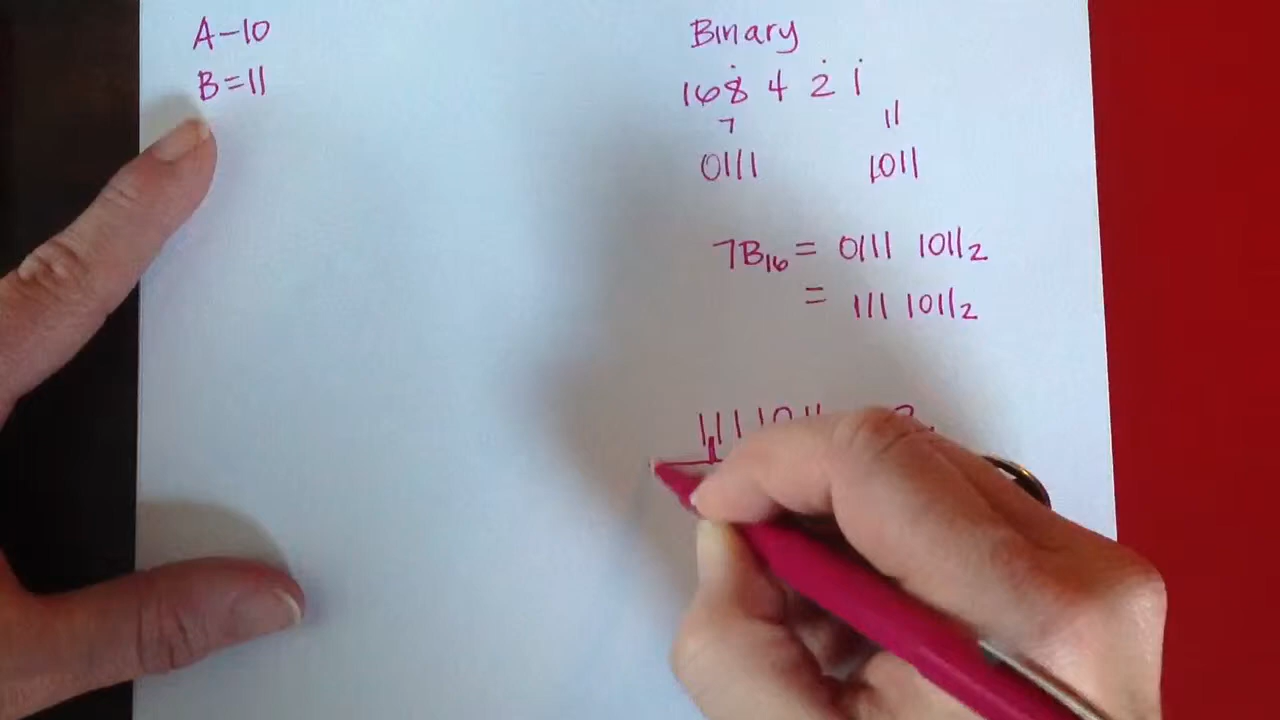 A-10
B=11
Binary
16 8 4 2 1
7 11
0111 1011
7B16 = 0111 10112
= 111 10112